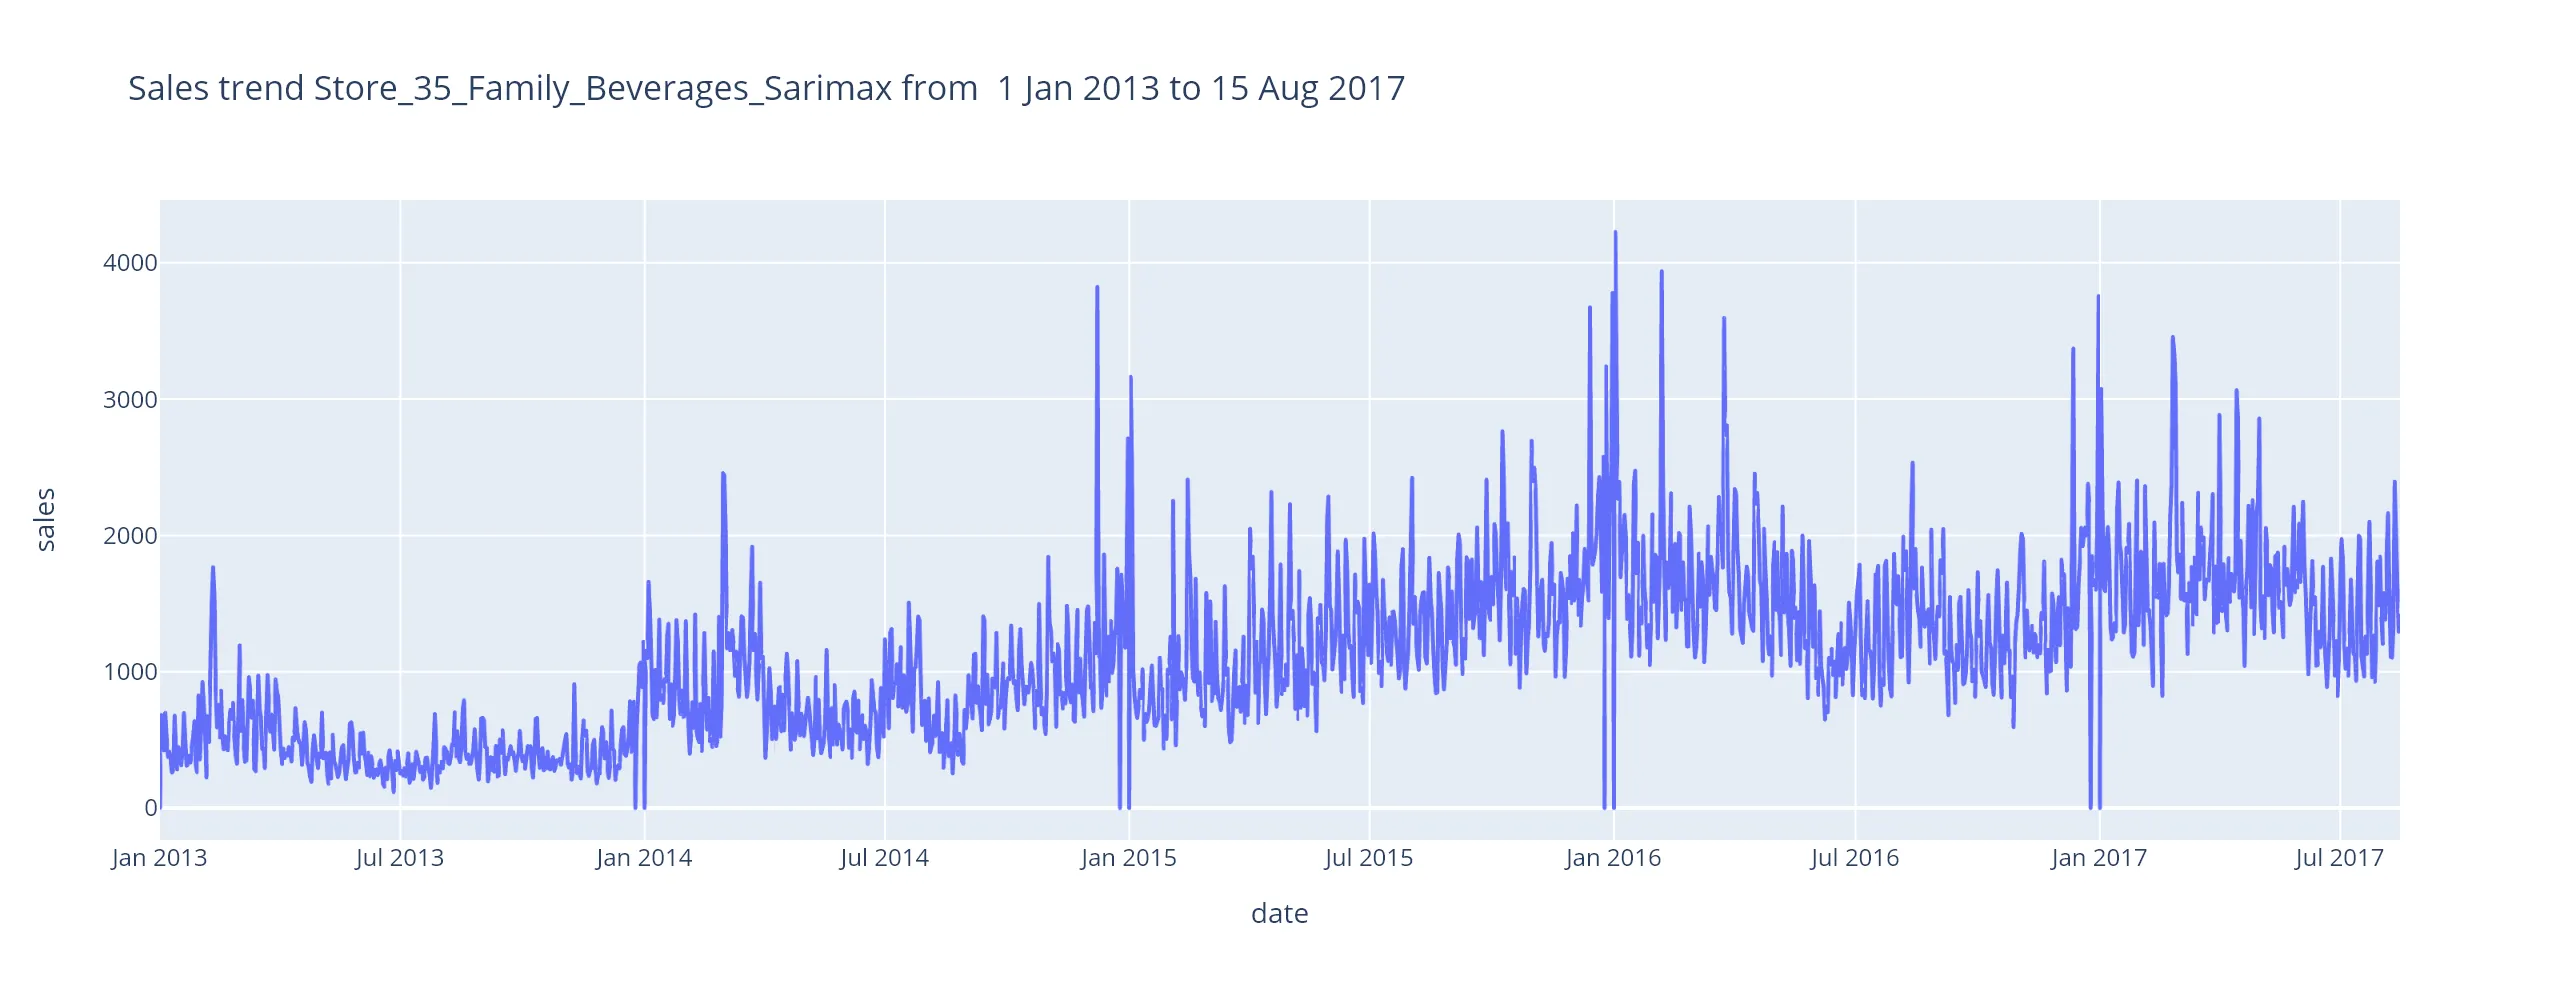 Sales trend Store_35_Family_Beverages_Sarimax from  1 Jan 2013 to 15 Aug 2017
4000
3000
2000
1000
0
sales
Jan 2013 Jul 2013 Jan 2014 Jul 2014 Jan 2015 Jul 2015 Jan 2016 Jul 2016 Jan 2017 Jul 2017
date